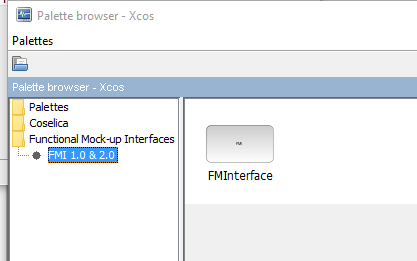 Palette browser - Xcos
Palettes
Palette browser - Xcos
Palettes
Coselica
Functional Mock-up Interfaces
FMI 1.0 & 2.0
FMI
FMInterface